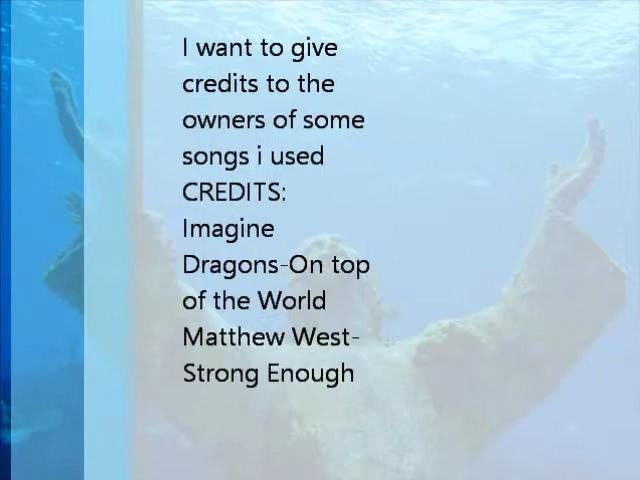 I want to give
credits to the
owners of some
songs i used
CREDITS:
Imagine
Dragons-On top
of the World
Matthew West-
Strong Enough